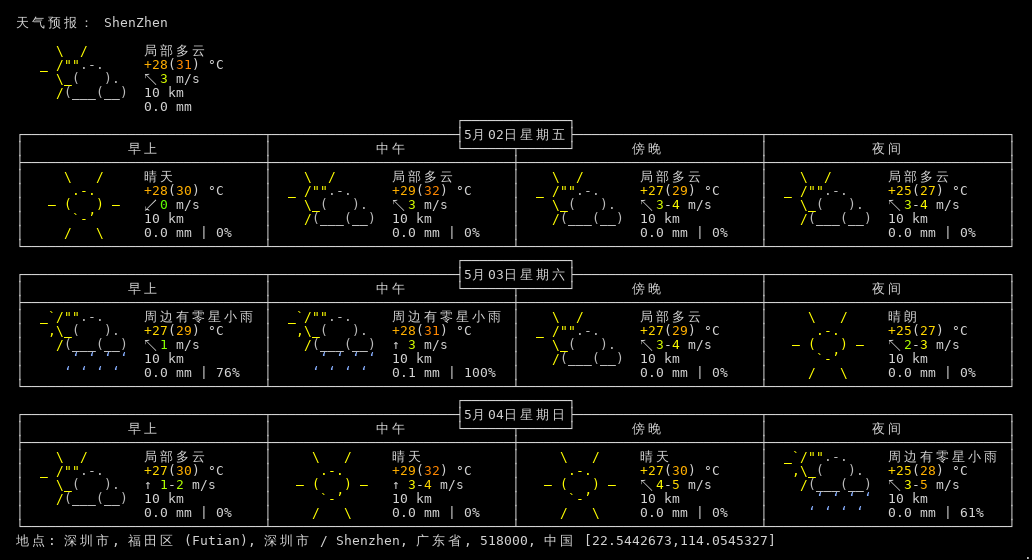 天气预报： ShenZhen
局部多云
+28(31) °C
↖3 m/s
10 km
0.0 mm
5月02日星期五
早上 中午 傍晚 夜间
晴天 局部多云 局部多云 局部多云
+28(30) °C +29(32) °C +27(29) °C +25(27) °C
↙0 m/s ↖3 m/s ↖3-4 m/s ↖3-4 m/s
10 km 10 km 10 km 10 km
0.0 mm | 0% 0.0 mm | 0% 0.0 mm | 0% 0.0 mm | 0%
5月03日星期六
早上 中午 傍晚 夜间
周边有零星小雨 周边有零星小雨 局部多云 晴朗
+27(29) °C +28(31) °C +27(29) °C +25(27) °C
↖1 m/s ↑ 3 m/s ↖3-4 m/s ↖2-3 m/s
10 km 10 km 10 km 10 km
0.0 mm | 76% 0.1 mm | 100% 0.0 mm | 0% 0.0 mm | 0%
5月04日星期日
早上 中午 傍晚 夜间
局部多云 晴天 晴天 周边有零星小雨
+27(30) °C +29(32) °C +27(30) °C +25(28) °C
↑ 1-2 m/s ↑ 3-4 m/s ↖4-5 m/s ↖3-5 m/s
10 km 10 km 10 km 10 km
0.0 mm | 0% 0.0 mm | 0% 0.0 mm | 0% 0.0 mm | 61%
地点: 深圳市, 福田区 (Futian), 深圳市 / Shenzhen, 广东省, 518000, 中国 [22.5442673,114.0545327]